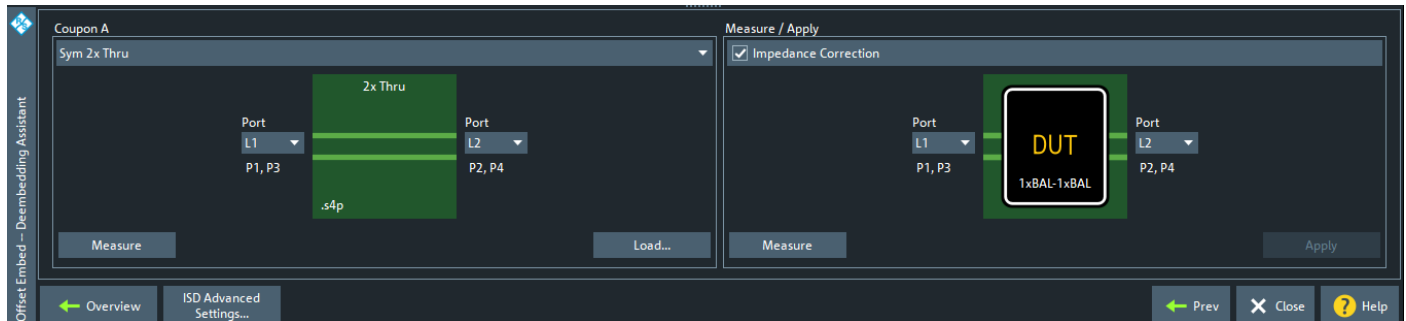 Offset Embed – Deembedding Assistant
Coupon A
Sym 2x Thru
2x Thru
Port
L1
P1, P3
Port
L2
P2, P4
.s4p
Measure
Load...
Measure / Apply
Impedance Correction
Port
L1
P1, P3
DUT
1xBAL-1xBAL
Port
L2
P2, P4
Measure
Apply
Overview
ISD Advanced
Settings...
Prev
Close
? Help